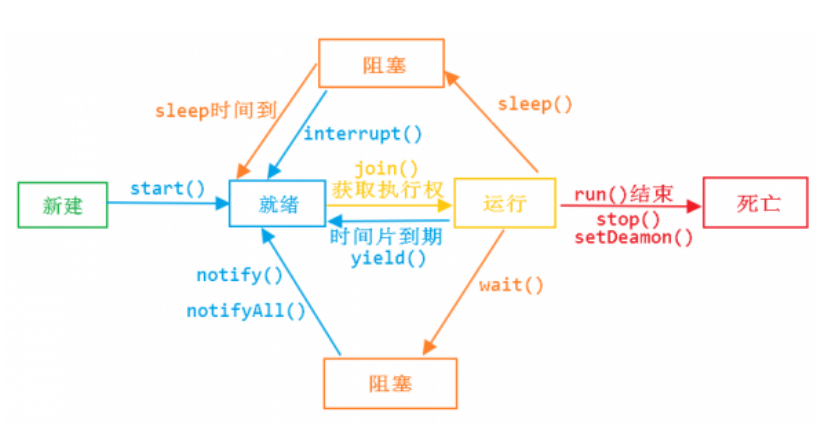 阻塞
sleep时间到
sleep()
interrupt()
join()
新建
start()
就绪
获取执行权
运行
run()结束
死亡
stop()
时间片到期
setDeamon()
yield()
notify()
wait()
notifyAll()
阻塞